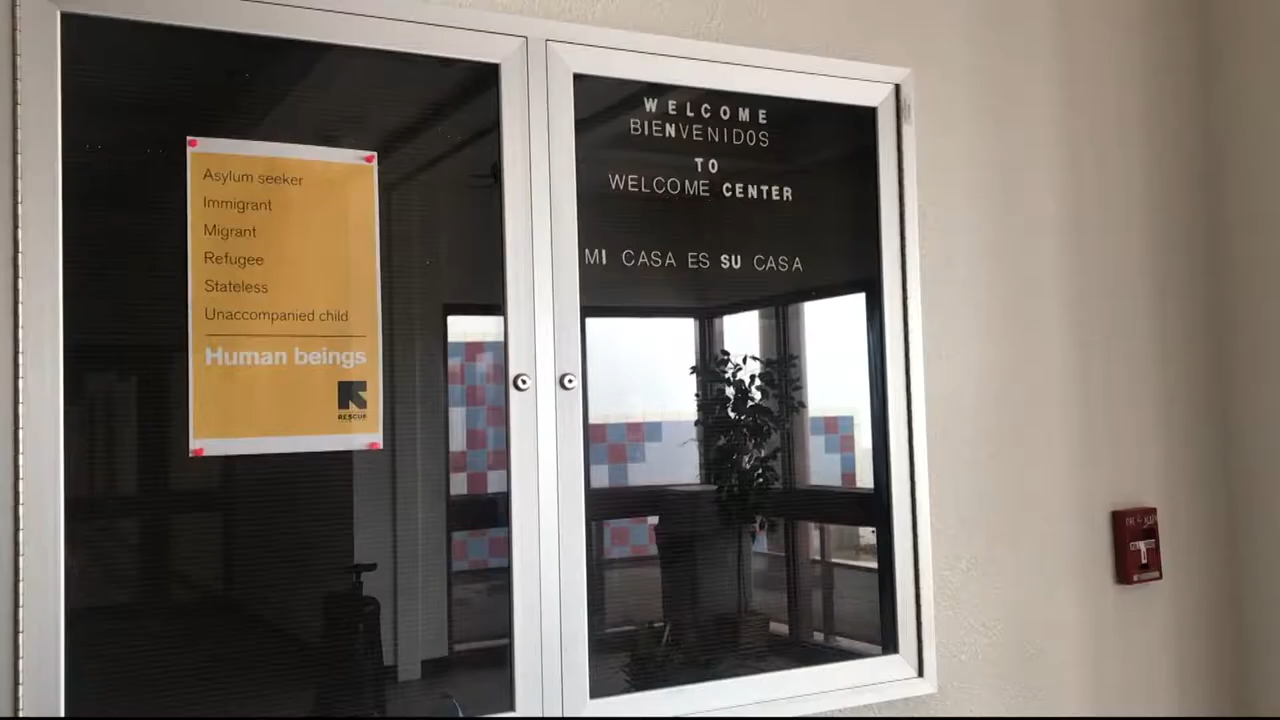 Asylum seeker
Immigrant
Migrant
Refugee
Stateless
Unaccompanied child
Human beings
RESCUE
WELCOME
BIENVENIDOS
TO
WELCOME CENTER
MI CASA ES SU CASA